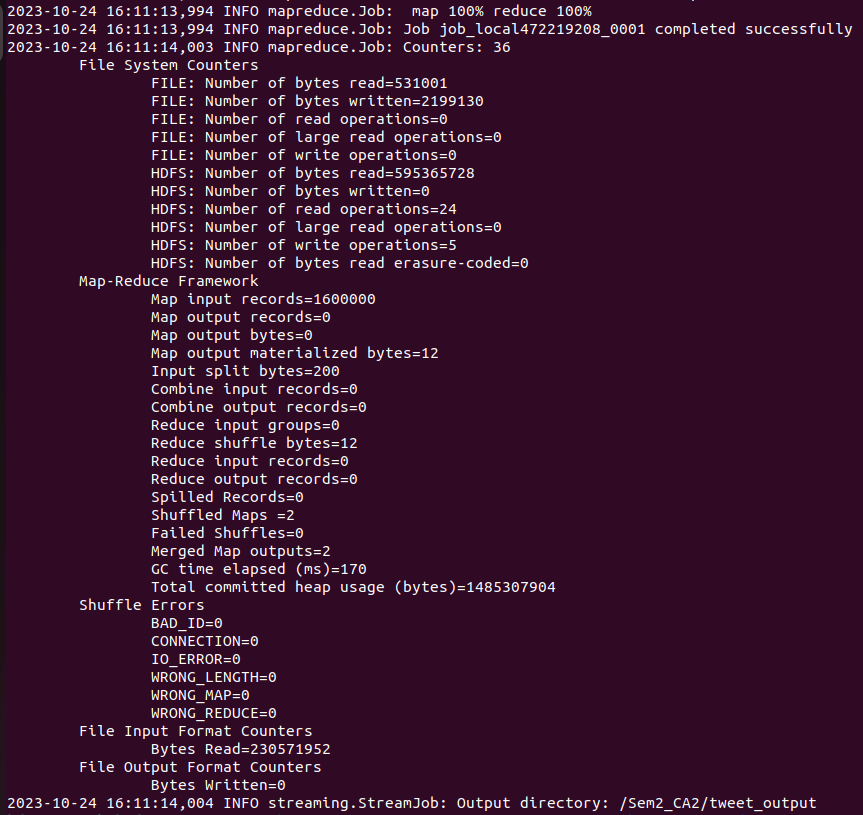 2023-10-24 16:11:13,994 INFO mapreduce.Job:  map 100% reduce 100%
2023-10-24 16:11:13,994 INFO mapreduce.Job: Job job_local472219208_0001 completed successfully
2023-10-24 16:11:14,003 INFO mapreduce.Job: Counters: 36
File System Counters
FILE: Number of bytes read=531001
FILE: Number of bytes written=2199130
FILE: Number of read operations=0
FILE: Number of large read operations=0
FILE: Number of write operations=0
HDFS: Number of bytes read=595365728
HDFS: Number of bytes written=0
HDFS: Number of read operations=24
HDFS: Number of large read operations=0
HDFS: Number of write operations=5
HDFS: Number of bytes read erasure-coded=0
Map-Reduce Framework
Map input records=1600000
Map output records=0
Map output bytes=0
Map output materialized bytes=12
Input split bytes=200
Combine input records=0
Combine output records=0
Reduce input groups=0
Reduce shuffle bytes=12
Reduce input records=0
Reduce output records=0
Spilled Records=0
Shuffled Maps =2
Failed Shuffles=0
Merged Map outputs=2
GC time elapsed (ms)=170
Total committed heap usage (bytes)=1485307904
Shuffle Errors
BAD_ID=0
CONNECTION=0
IO_ERROR=0
WRONG_LENGTH=0
WRONG_MAP=0
WRONG_REDUCE=0
File Input Format Counters
Bytes Read=230571952
File Output Format Counters
Bytes Written=0
2023-10-24 16:11:14,004 INFO streaming.StreamJob: Output directory: /Sem2_CA2/tweet_output